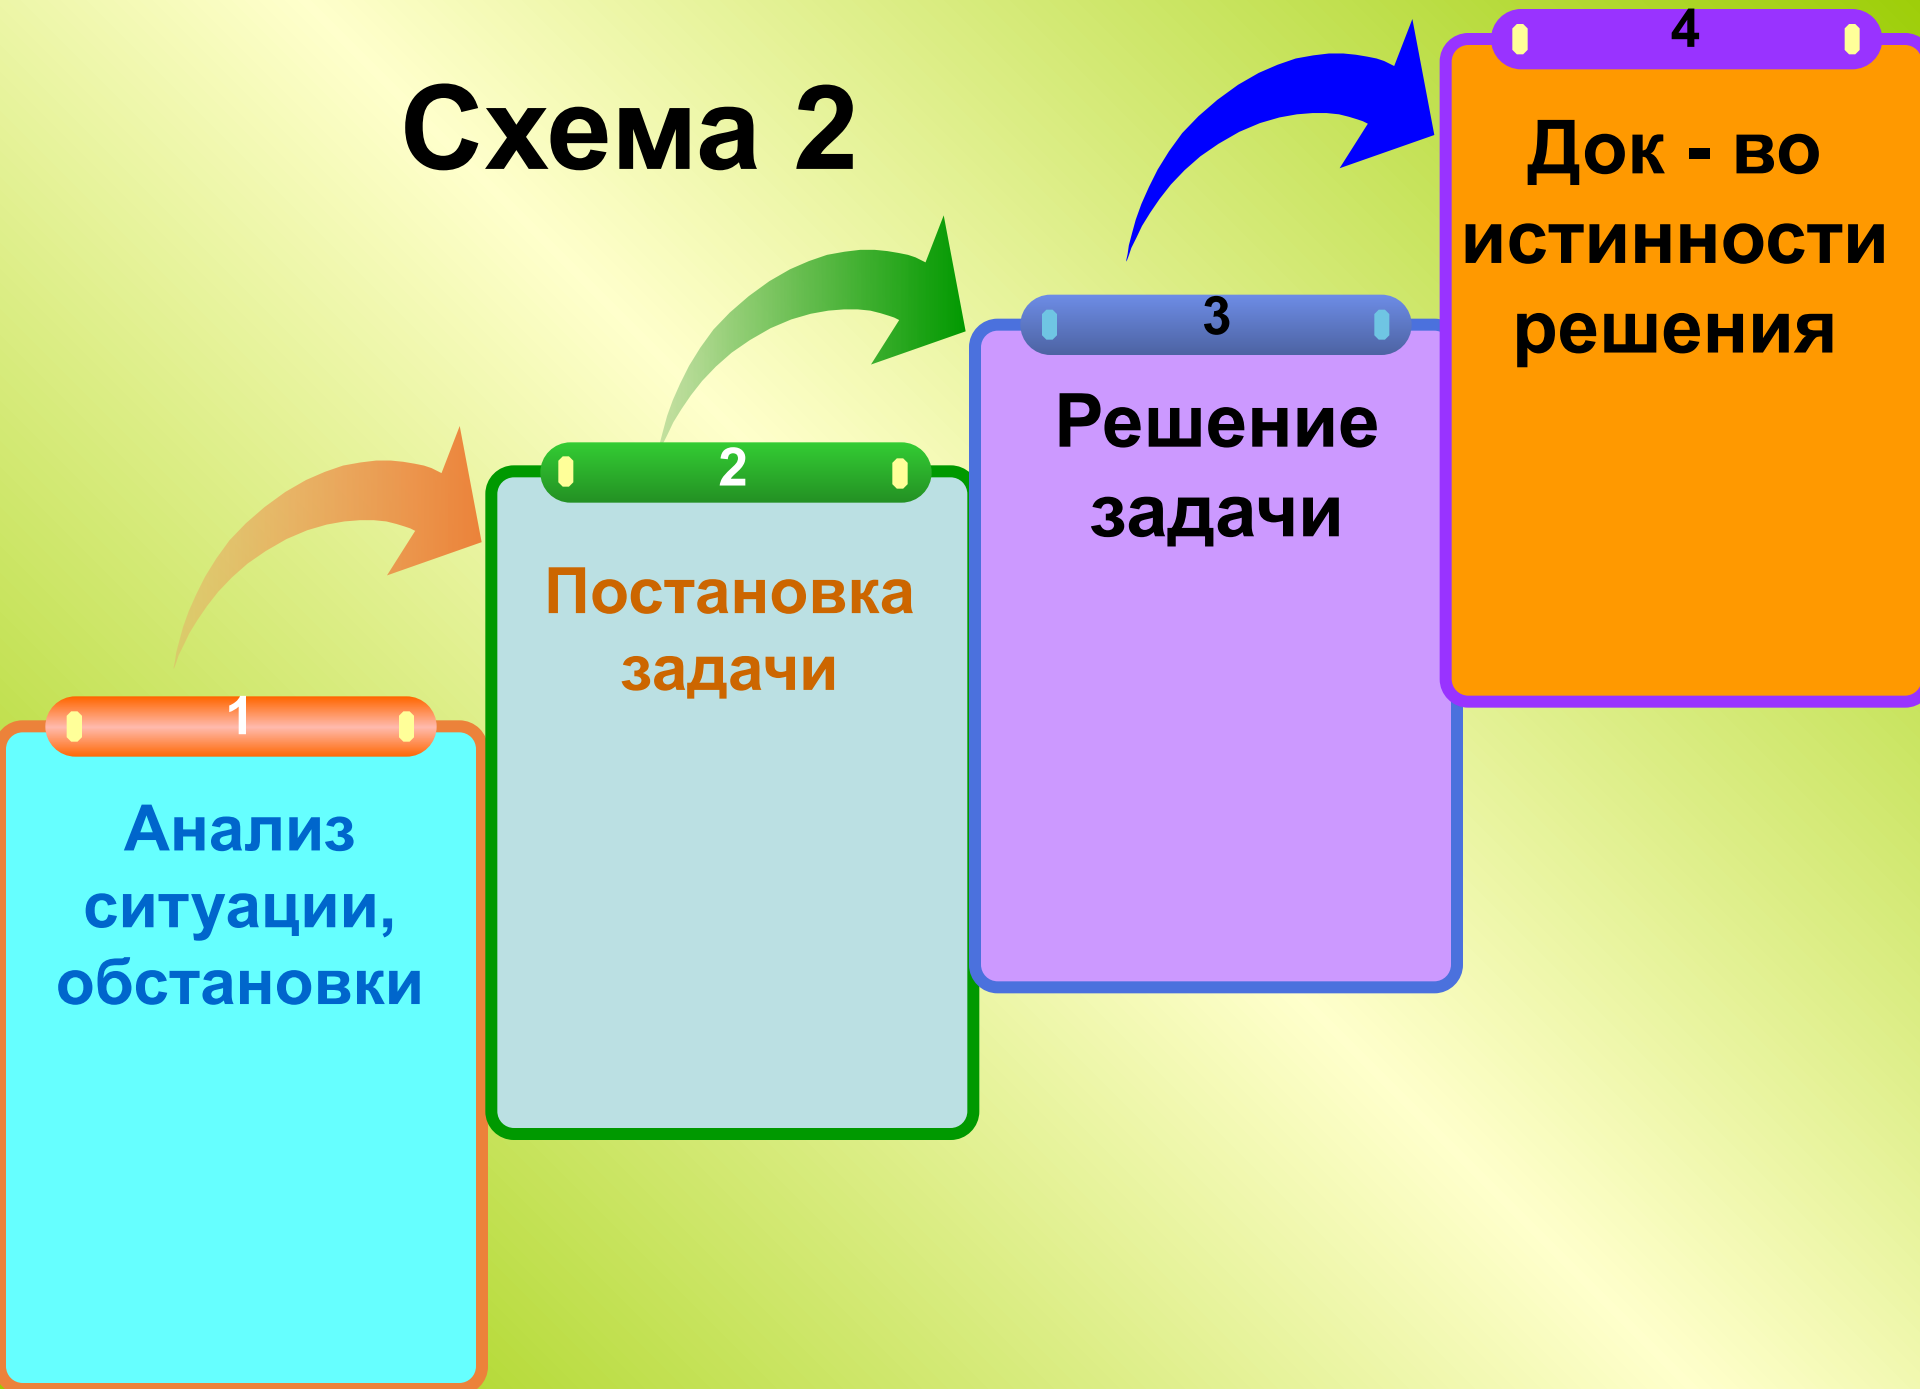 Схема 2
1
Анализ
ситуации,
обстановки
2
Постановка
задачи
3
Решение
задачи
4
Док - во
истинности
решения